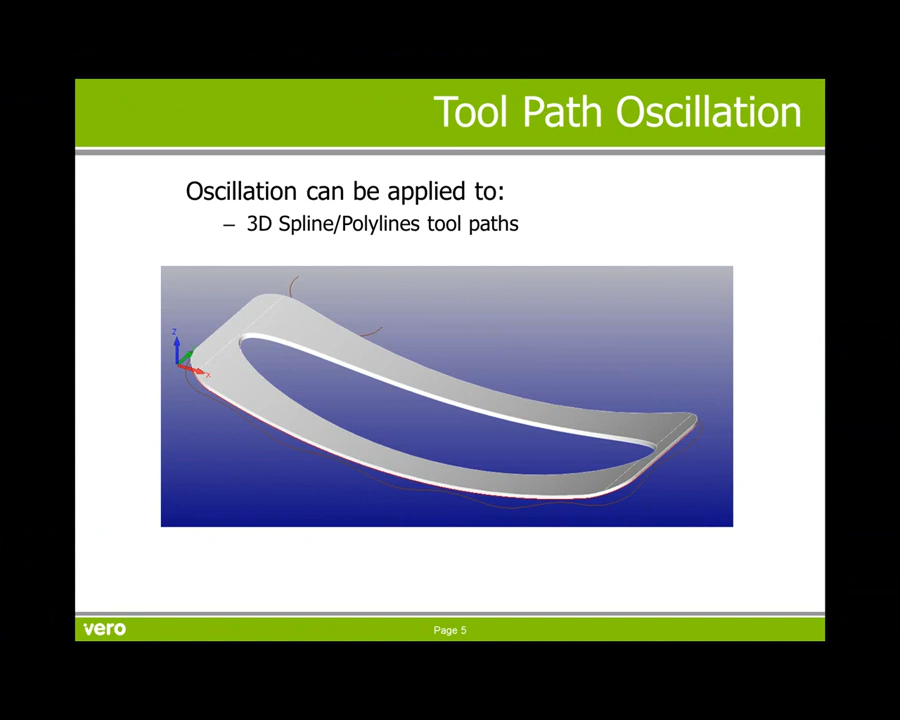 Tool Path Oscillation
Oscillation can be applied to:
– 3D Spline/Polylines tool paths
Z
X
vero
Page 5